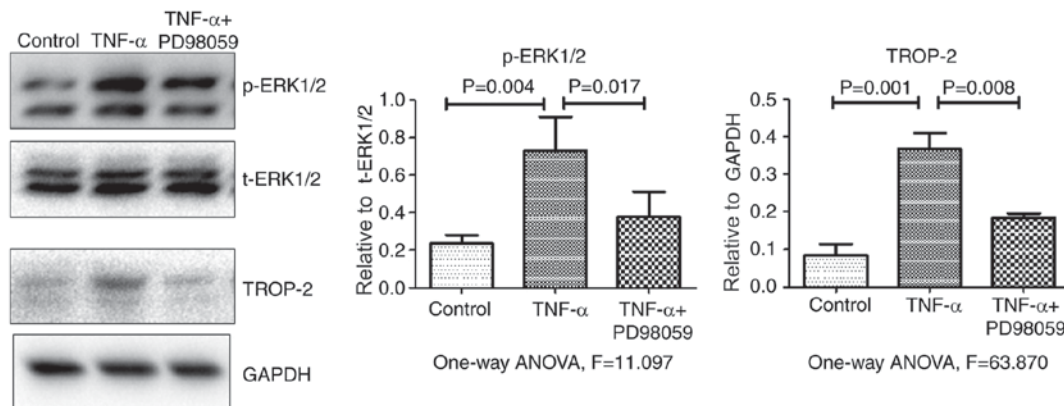 Control TNF-α TNF-α+
PD98059
p-ERK1/2
t-ERK1/2
TROP-2
GAPDH
p-ERK1/2
P=0.004 P=0.017
Relative to t-ERK1/2
1.0
0.8
0.6
0.4
0.2
0.0
Control TNF-α TNF-α+
PD98059
One-way ANOVA, F=11.097
TROP-2
P=0.001 P=0.008
Relative to GAPDH
0.5
0.4
0.3
0.2
0.1
0.0
Control TNF-α TNF-α+
PD98059
One-way ANOVA, F=63.870